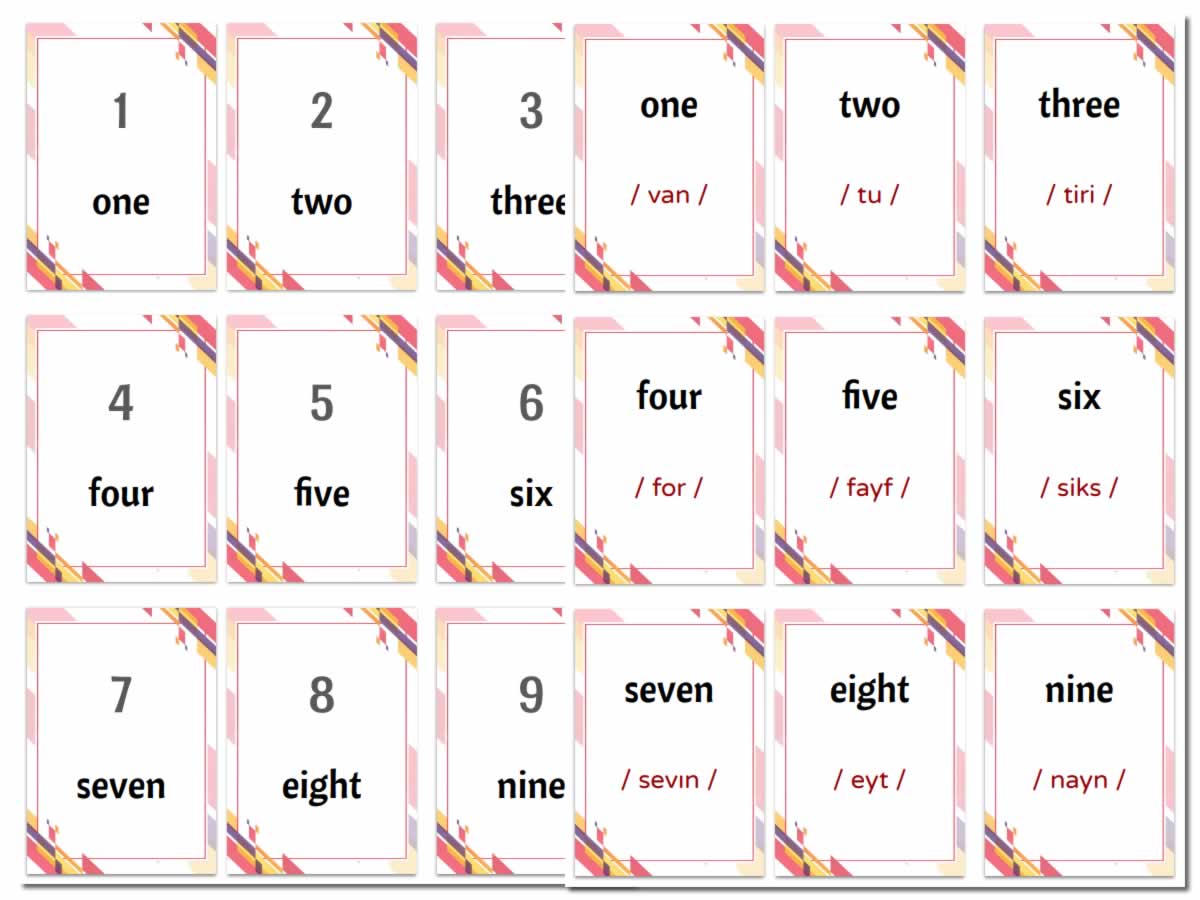 1
one
2
two
3
three
4
four
5
five
6
six
7
seven
8
eight
9
nine
one
/ van /
two
/ tu /
three
/ tiri /
four
/ for /
five
/ fayf /
six
/ siks /
seven
/ sevın /
eight
/ eyt /
nine
/ nayn /